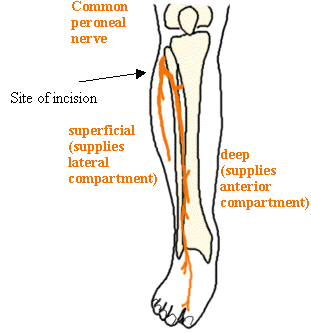 Common
peroneal
nerve
Site of incision
superficial
(supplies
lateral
compartment)
deep
(supplies
anterior
compartment)